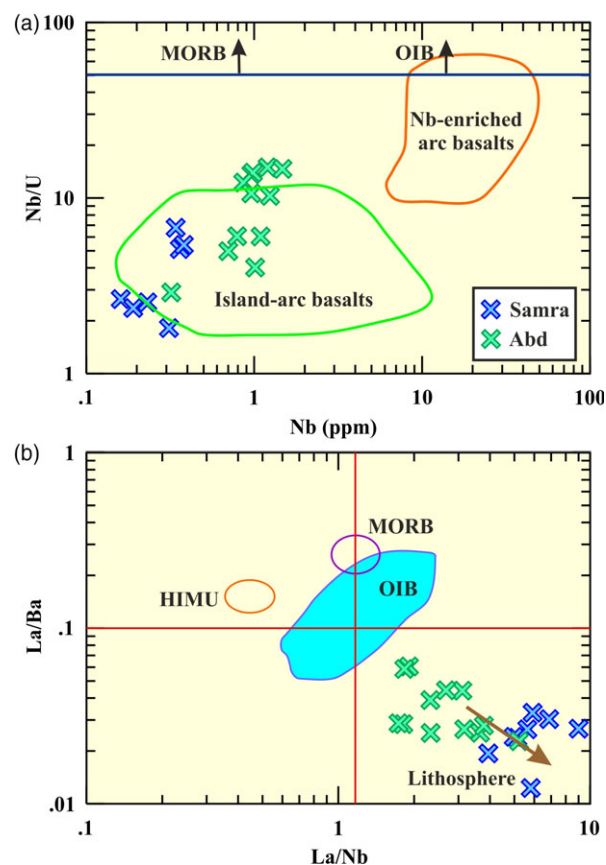 (a)
100
MORB
OIB
Nb-enriched
arc basalts
Nb/U
10
Island-arc basalts
Samra
Abd
1
.1
1
10
100
Nb (ppm)
(b)
1
MORB
HIMU
OIB
La/Ba
.1
Lithosphere
.01
.1
1
10
La/Nb